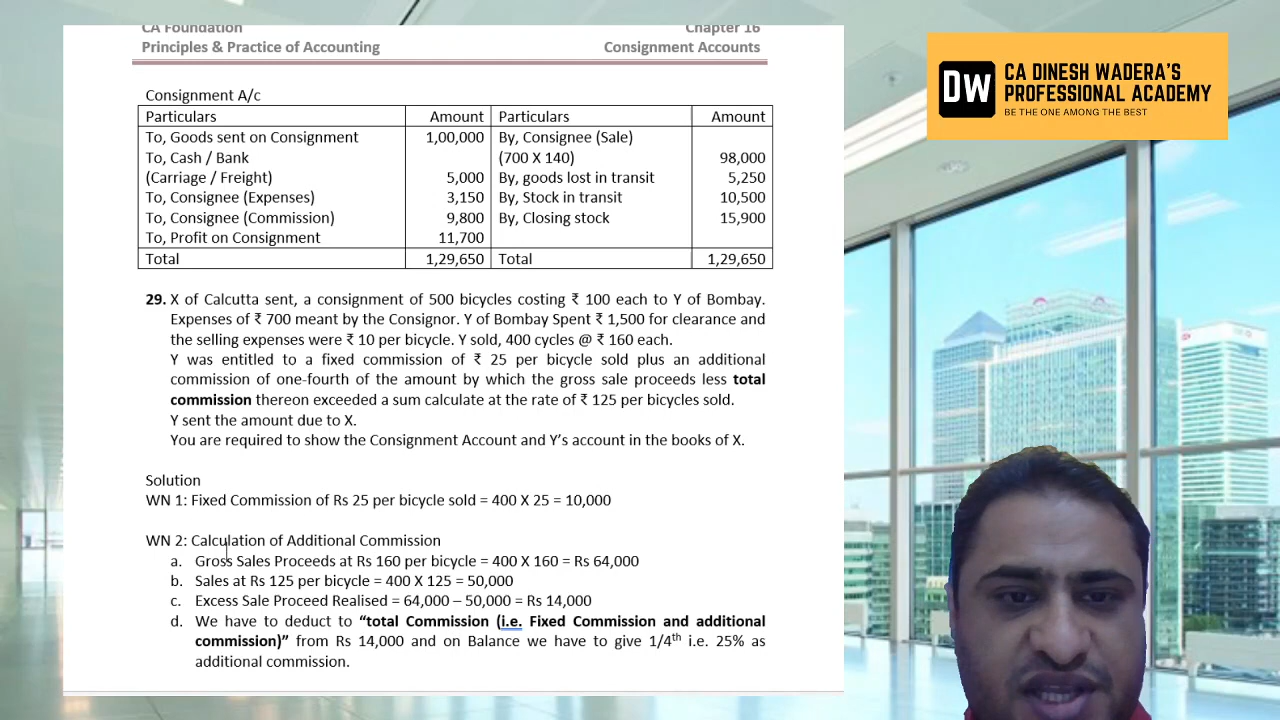 CA Foundation Chapter 16
Principles & Practice of Accounting Consignment Accounts
DW CA DINESH WADERA'S
PROFESSIONAL ACADEMY
BE THE ONE AMONG THE BEST
Consignment A/c
Particulars Amount Particulars Amount
To, Goods sent on Consignment 1,00,000 By, Consignee (Sale)
To, Cash / Bank (700 X 140) 98,000
(Carriage / Freight) 5,000 By, goods lost in transit 5,250
To, Consignee (Expenses) 3,150 By, Stock in transit 10,500
To, Consignee (Commission) 9,800 By, Closing stock 15,900
To, Profit on Consignment 11,700
Total 1,29,650 Total 1,29,650
29. X of Calcutta sent, a consignment of 500 bicycles costing ₹ 100 each to Y of Bombay.
Expenses of ₹ 700 meant by the Consignor. Y of Bombay Spent ₹ 1,500 for clearance and
the selling expenses were ₹ 10 per bicycle. Y sold, 400 cycles @ ₹ 160 each.
Y was entitled to a fixed commission of ₹ 25 per bicycle sold plus an additional
commission of one-fourth of the amount by which the gross sale proceeds less total
commission thereon exceeded a sum calculate at the rate of ₹ 125 per bicycles sold.
Y sent the amount due to X.
You are required to show the Consignment Account and Y's account in the books of X.
Solution
WN 1: Fixed Commission of Rs 25 per bicycle sold = 400 X 25 = 10,000
WN 2: Calculation of Additional Commission
a. Gross Sales Proceeds at Rs 160 per bicycle = 400 X 160 = Rs 64,000
b. Sales at Rs 125 per bicycle = 400 X 125 = 50,000
c. Excess Sale Proceed Realised = 64,000 – 50,000 = Rs 14,000
d. We have to deduct to "total Commission (i.e. Fixed Commission and additional
commission)" from Rs 14,000 and on Balance we have to give 1/4th i.e. 25% as
additional commission.